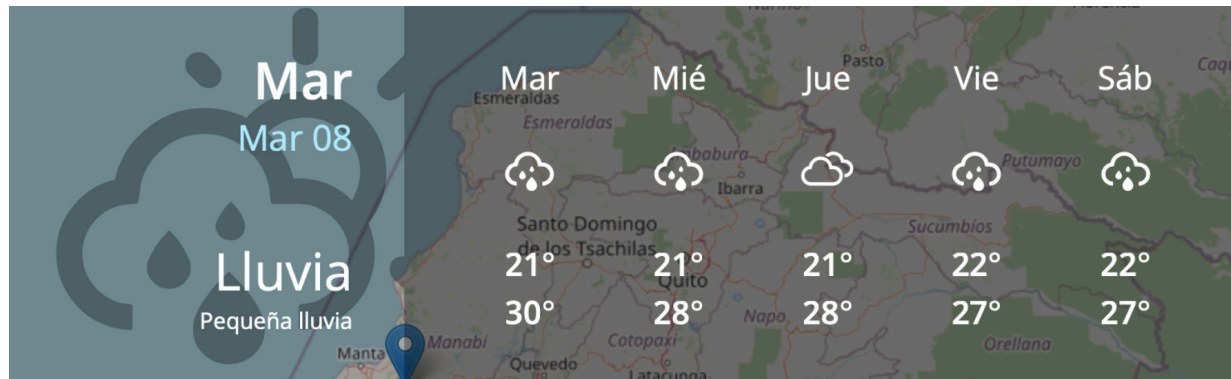 Mar
Mar 08
Lluvia
Pequeña lluvia
Mar Mié Jue Vie Sáb
21° 21° 21° 22° 22°
30° 28° 28° 27° 27°
Pasto
Esmeraldas
Esmeraldas
Imbabura
Putumayo
Ibarra
Santo Domingo
de los Tsáchilas
Sucumbíos
Quito
Napo
Manta
Manabí
Cotopaxi
Orellana
Quevedo
Latacunga